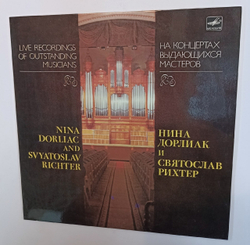 LIVE RECORDINGS
OF OUTSTANDING
MUSICIANS
НА КОНЦЕРТАХ
ВЫДАЮЩИХСЯ
МАСТЕРОВ
NINA
DORLIAC
AND
SVYATOSLAV
RICHTER
НИНА
ДОРЛИАК
И
СВЯТОСЛАВ
РИХТЕР